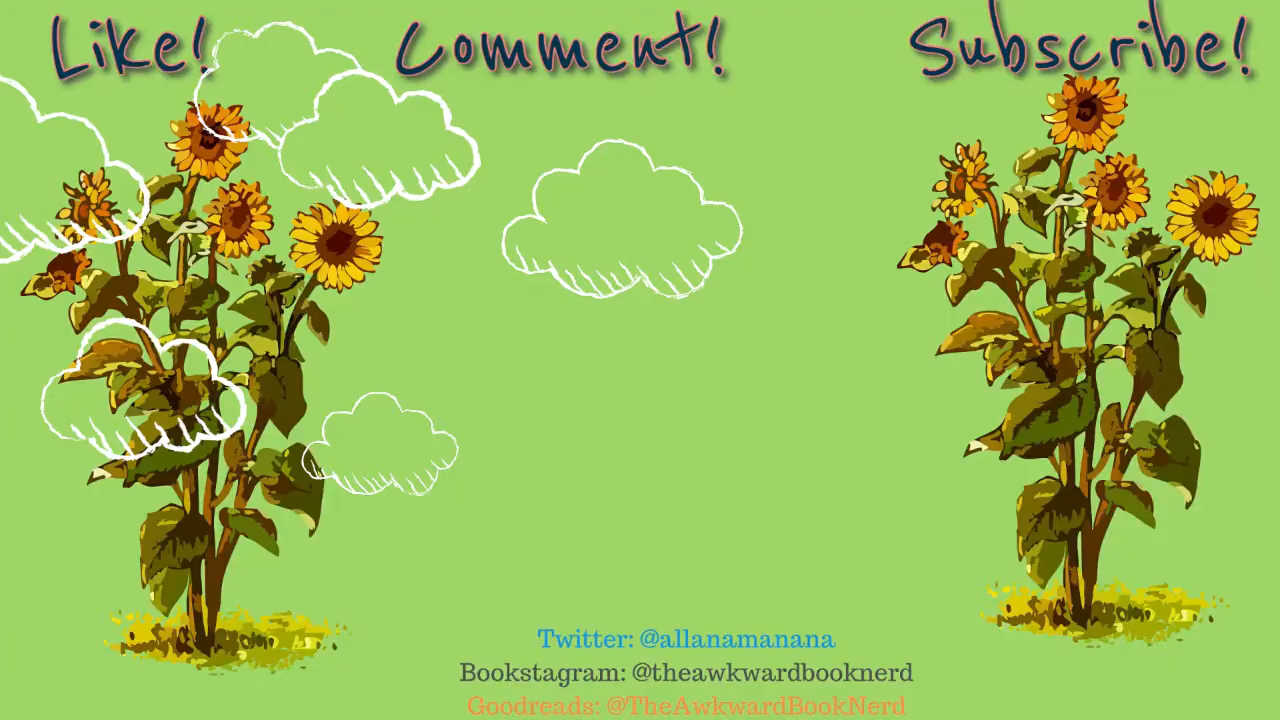 Like! Comment! Subscribe!
Twitter: @allanamanana
Bookstagram: @theawkwardbooknerd
Goodreads: @TheAwkwardBookNerd